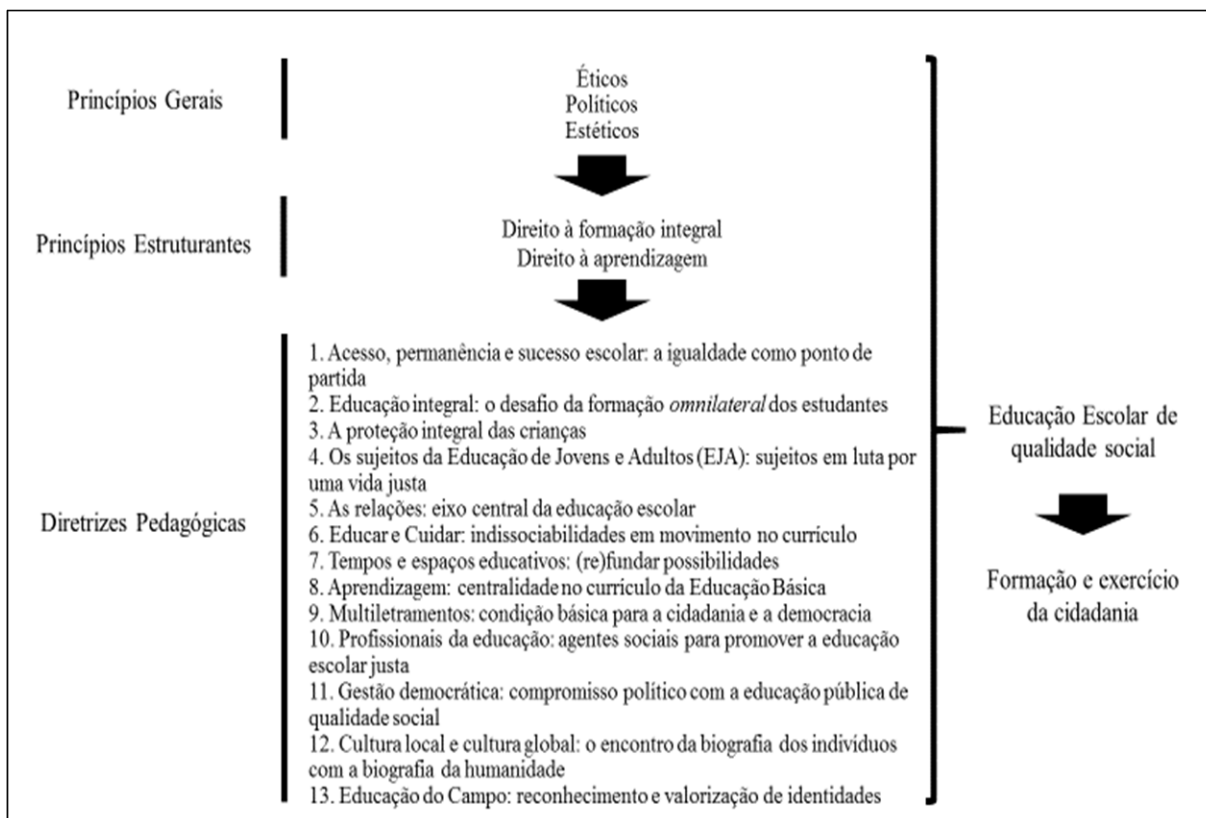 Princípios Gerais
Éticos
Políticos
Estéticos
Princípios Estruturantes
Direito à formação integral
Direito à aprendizagem
Diretrizes Pedagógicas
1. Acesso, permanência e sucesso escolar: a igualdade como ponto de
partida
2. Educação integral: o desafio da formação omnilateral dos estudantes
3. A proteção integral das crianças
4. Os sujeitos da Educação de Jovens e Adultos (EJA): sujeitos em luta por
uma vida justa
5. As relações: eixo central da educação escolar
6. Educar e Cuidar: indissociabilidades em movimento no currículo
7. Tempos e espaços educativos: (re)fundar possibilidades
8. Aprendizagem: centralidade no currículo da Educação Básica
9. Multiletramentos: condição básica para a cidadania e a democracia
10. Profissionais da educação: agentes sociais para promover a educação
escolar justa
11. Gestão democrática: compromisso político com a educação pública de
qualidade social
12. Cultura local e cultura global: o encontro da biografia dos indivíduos
com a biografia da humanidade
13. Educação do Campo: reconhecimento e valorização de identidades
Educação Escolar de
qualidade social
Formação e exercício
da cidadania